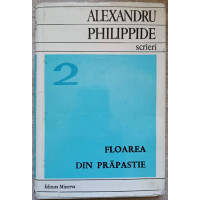 ALEXANDRU
PHILIPPIDE
scrieri
2
FLOAREA
DIN PRĂPASTIE
Editura Minerva